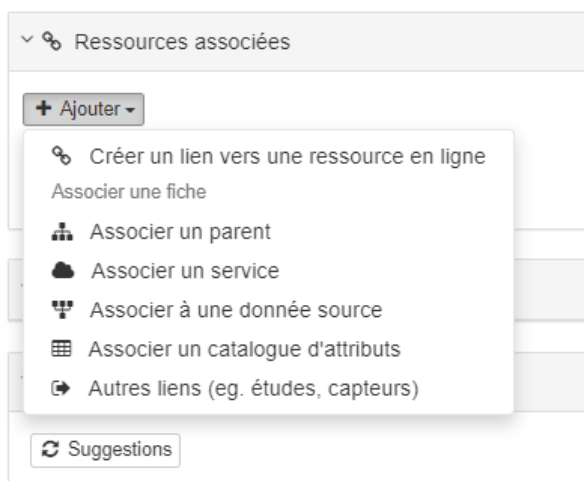 Ressources associées
Ajouter
Créer un lien vers une ressource en ligne
Associer une fiche
Associer un parent
Associer un service
Associer à une donnée source
Associer un catalogue d'attributs
Autres liens (eg. études, capteurs)
Suggestions